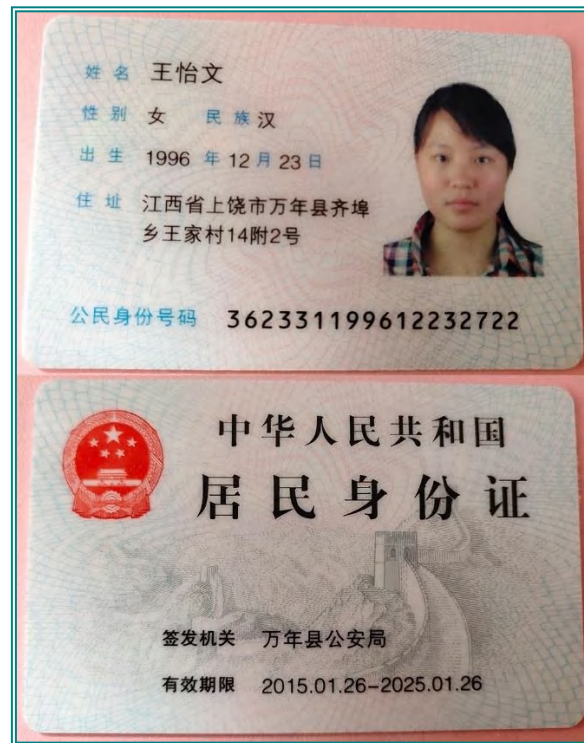 姓名 王怡文
性别 女 民族 汉
出生 1996 年 12 月 23 日
住址 江西省上饶市万年县齐埠
乡王家村14附2号
公民身份号码 362331199612232722
中华人民共和国
居民身份证
签发机关 万年县公安局
有效期限 2015.01.26-2025.01.26